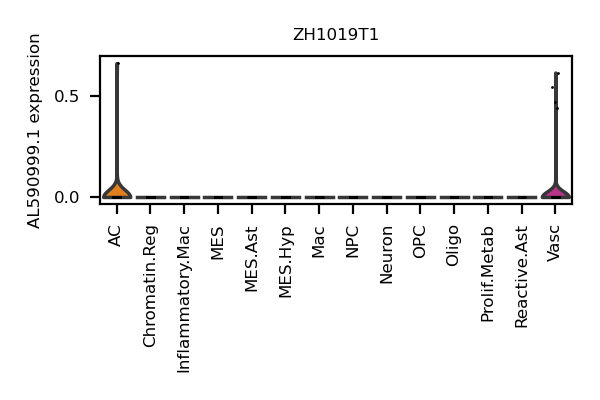 ZH1019T1
AL590999.1 expression
0.5
0.0
AC
Chromatin.Reg
Inflammatory.Mac
MES
MES.Ast
MES.Hyp
Mac
NPC
Neuron
OPC
Oligo
Prolif.Metab
Reactive.Ast
Vasc